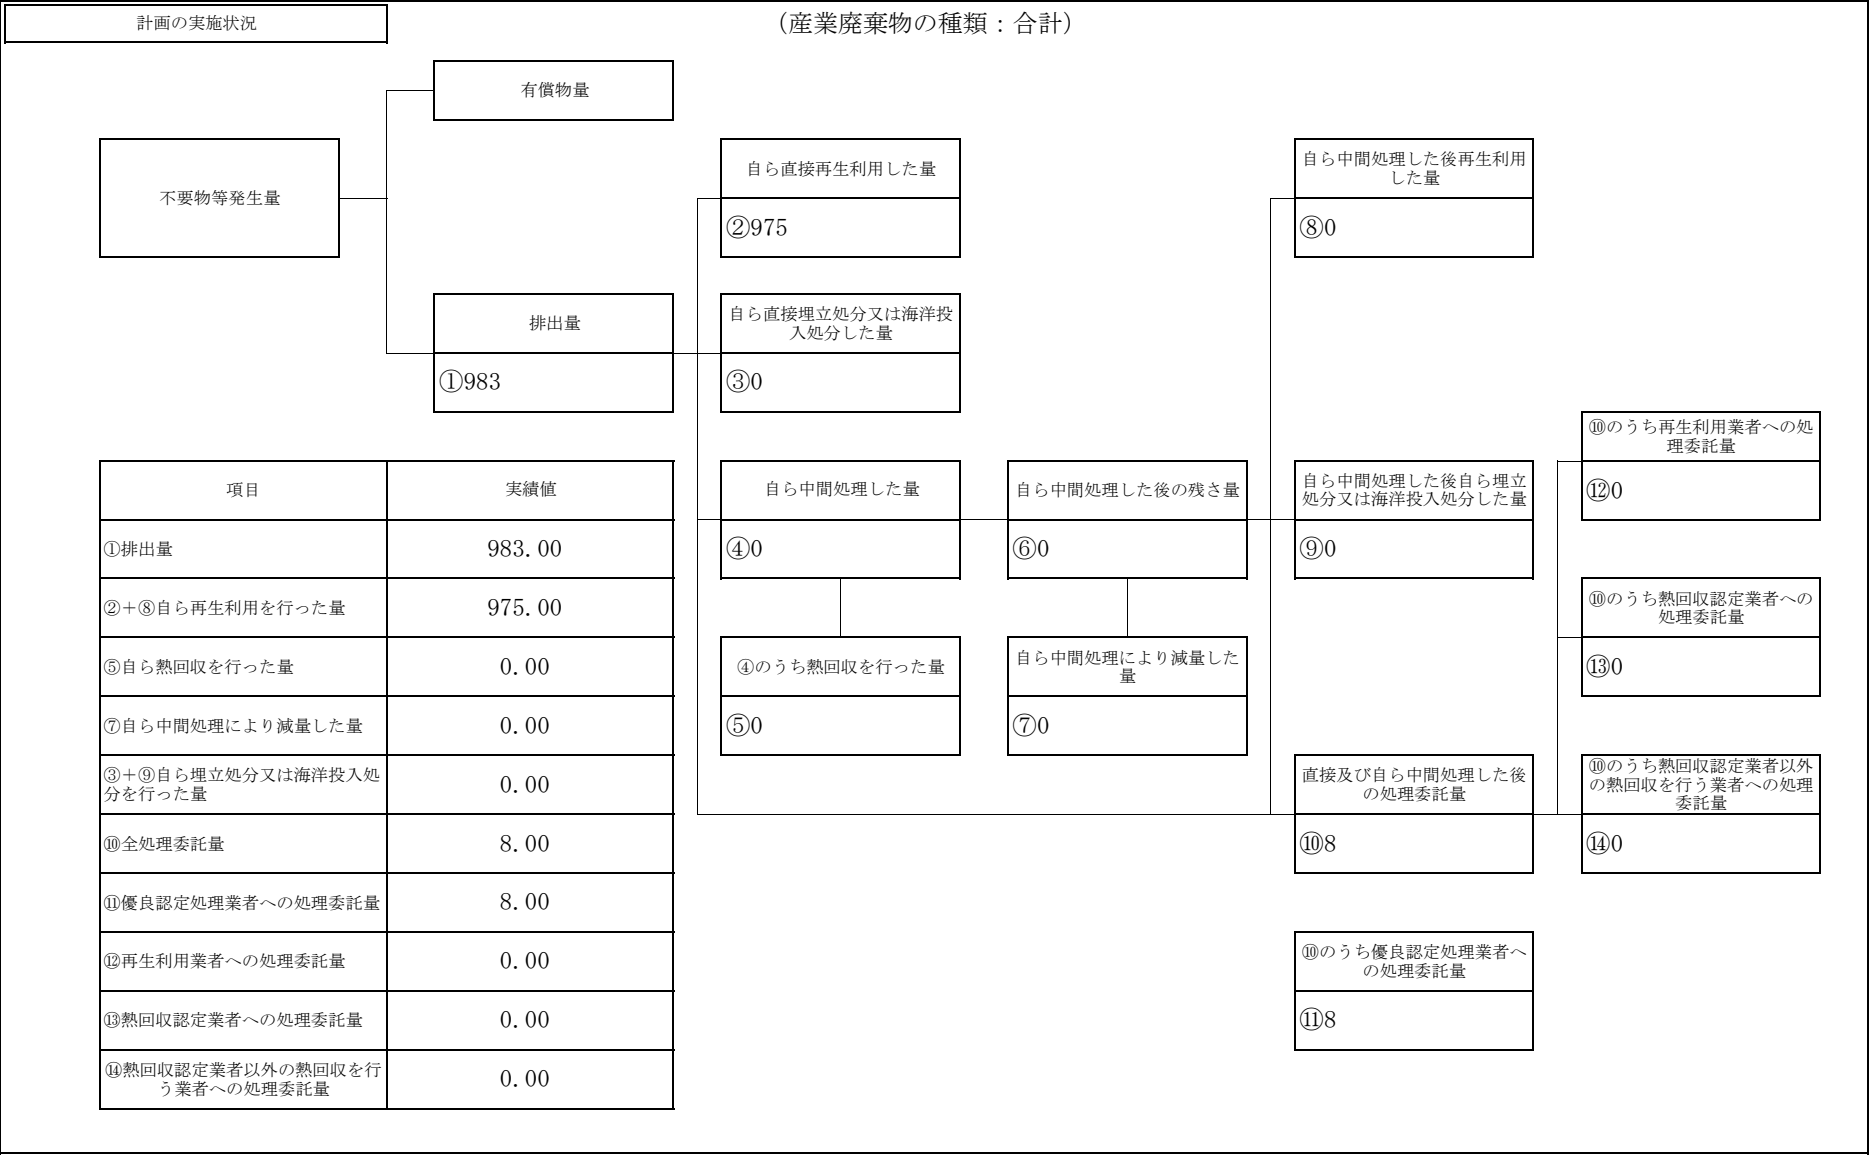 計画の実施状況
（産業廃棄物の種類：合計）
有償物量
不要物等発生量
自ら直接再生利用した量
②975
自ら中間処理した後再生利用
した量
⑧0
排出量
①983
自ら直接埋立処分又は海洋投
入処分した量
③0
⑩のうち再生利用業者への処
理委託量
⑫0
自ら中間処理した量
④0
自ら中間処理した後の残さ量
⑥0
自ら中間処理した後自ら埋立
処分又は海洋投入処分した量
⑨0
⑩のうち熱回収認定業者への
処理委託量
⑬0
④のうち熱回収を行った量
⑤0
自ら中間処理により減量した
量
⑦0
直接及び自ら中間処理した後
の処理委託量
⑩8
⑩のうち熱回収認定業者以外
の熱回収を行う業者への処理
委託量
⑭0
⑩のうち優良認定処理業者へ
の処理委託量
⑪8
項目 実績値
①排出量 983.00
②＋⑧自ら再生利用を行った量 975.00
⑤自ら熱回収を行った量 0.00
⑦自ら中間処理により減量した量 0.00
③＋⑨自ら埋立処分又は海洋投入処
分を行った量 0.00
⑩全処理委託量 8.00
⑪優良認定処理業者への処理委託量 8.00
⑫再生利用業者への処理委託量 0.00
⑬熱回収認定業者への処理委託量 0.00
⑭熱回収認定業者以外の熱回収を行
う業者への処理委託量 0.00